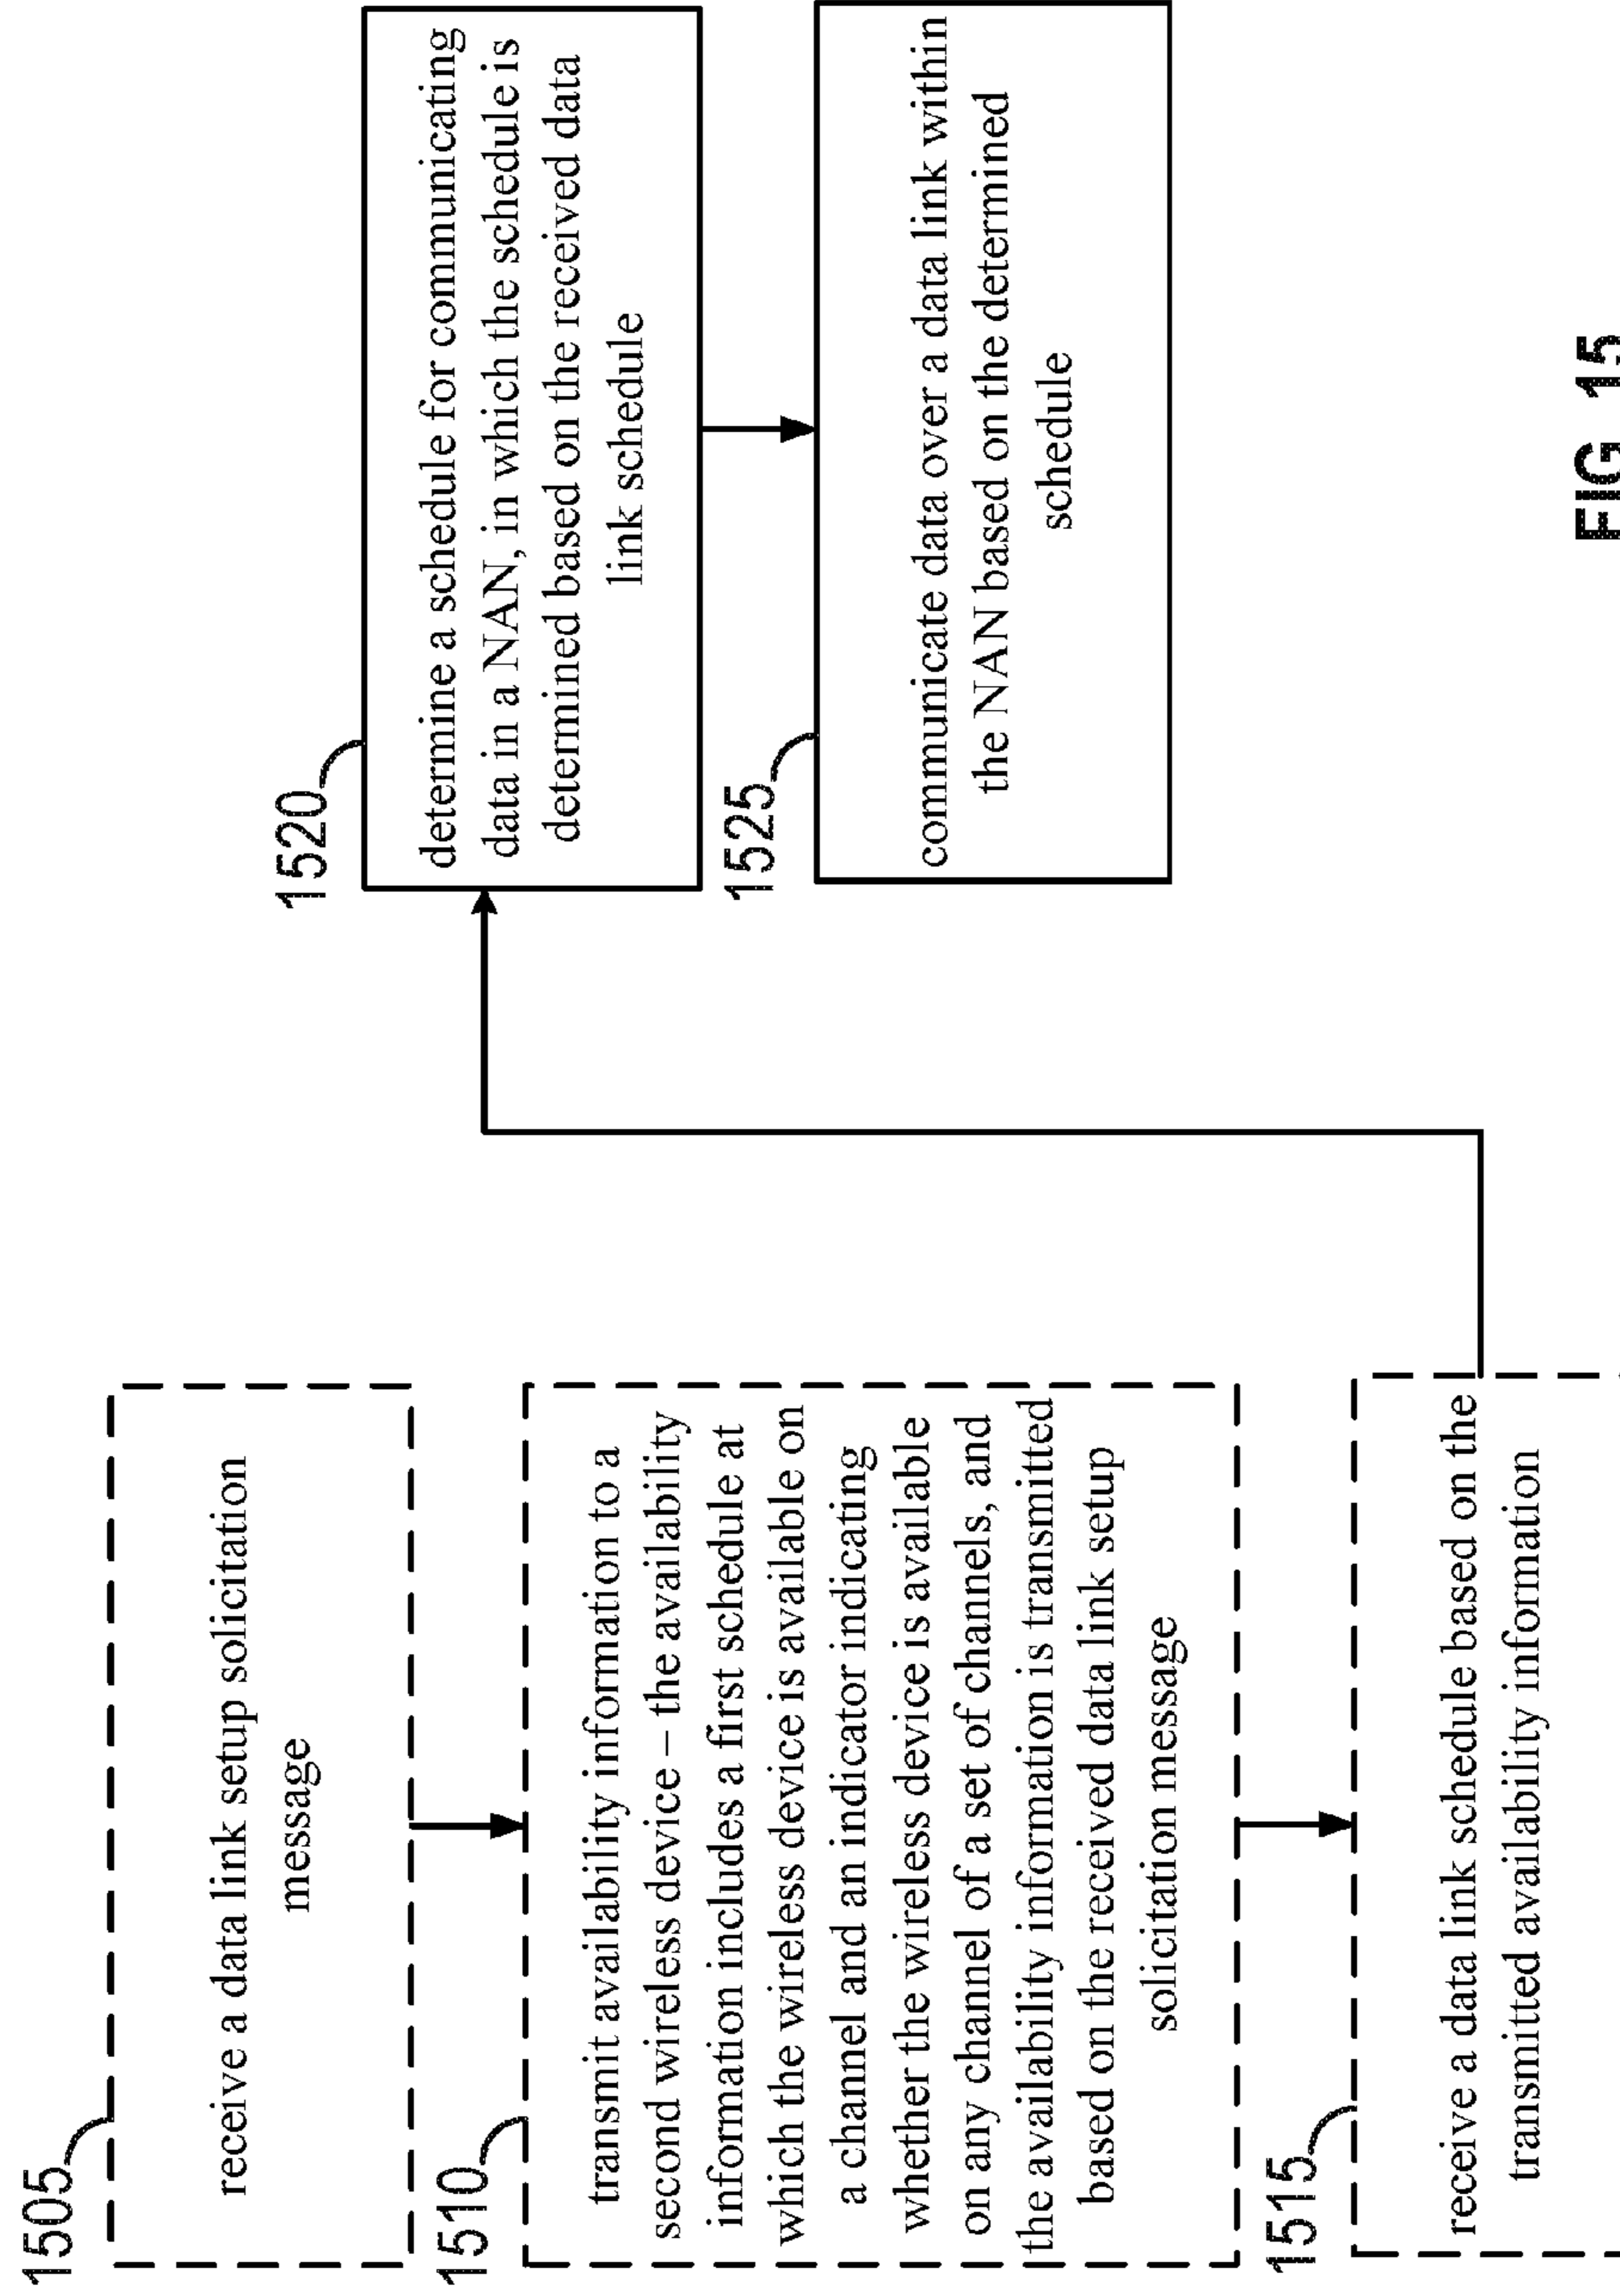 1505
receive a data link setup solicitation
message
1510
transmit availability information to a
second wireless device – the availability
information includes a first schedule at
which the wireless device is available on
a channel and an indicator indicating
whether the wireless device is available
on any channel of a set of channels, and
the availability information is transmitted
based on the received data link setup
solicitation message
1515
receive a data link schedule based on the
transmitted availability information
1520
determine a schedule for communicating
data in a NAN, in which the schedule is
determined based on the received data
link schedule
1525
communicate data over a data link within
the NAN based on the determined
schedule
FIG. 15